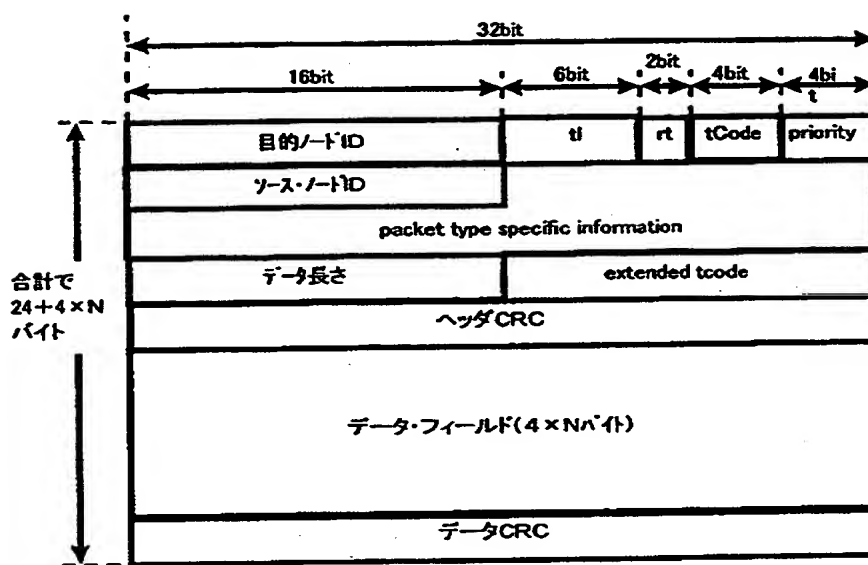 32bit
16bit
6bit
2bit
4bit
4bi
t
目的ノードID
tl
rt
tCode
priority
ソース・ノードID
packet type specific information
データ長さ
extended tcode
合計で
24+4×N
バイト
ヘッダCRC
データ・フィールド(4×Nバイト)
データCRC